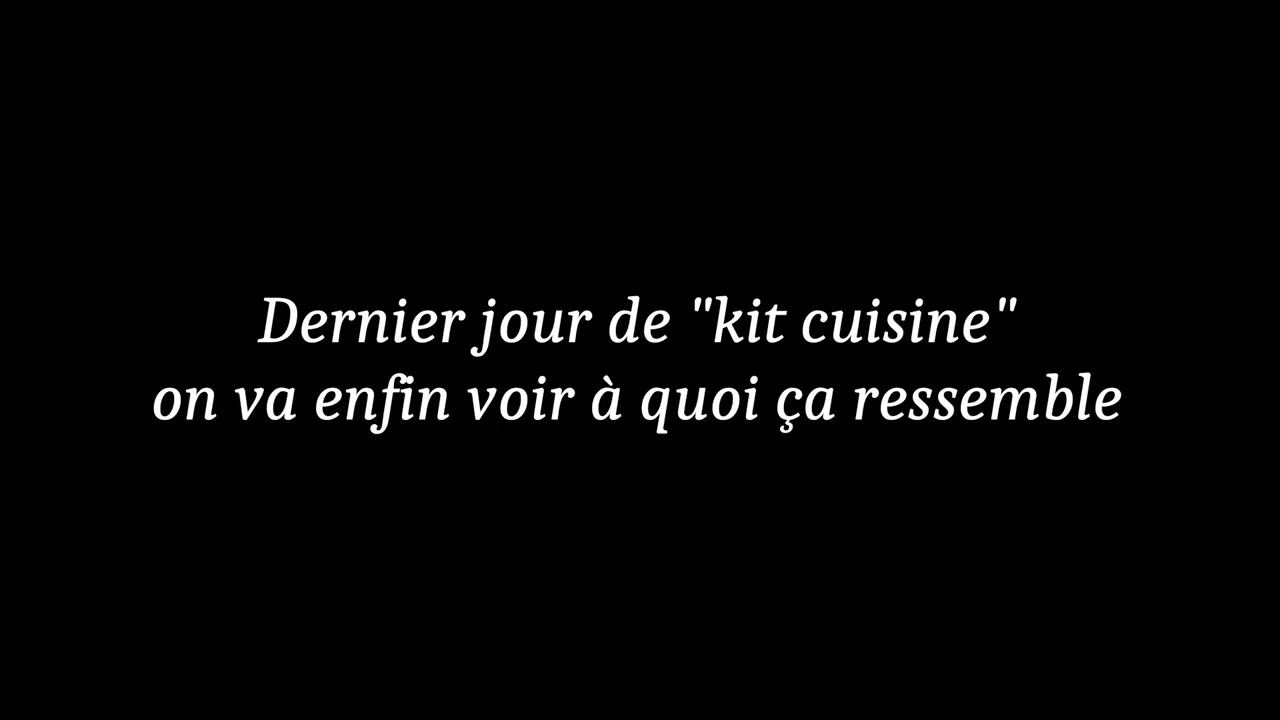 Dernier jour de "kit cuisine"
on va enfin voir à quoi ça ressemble